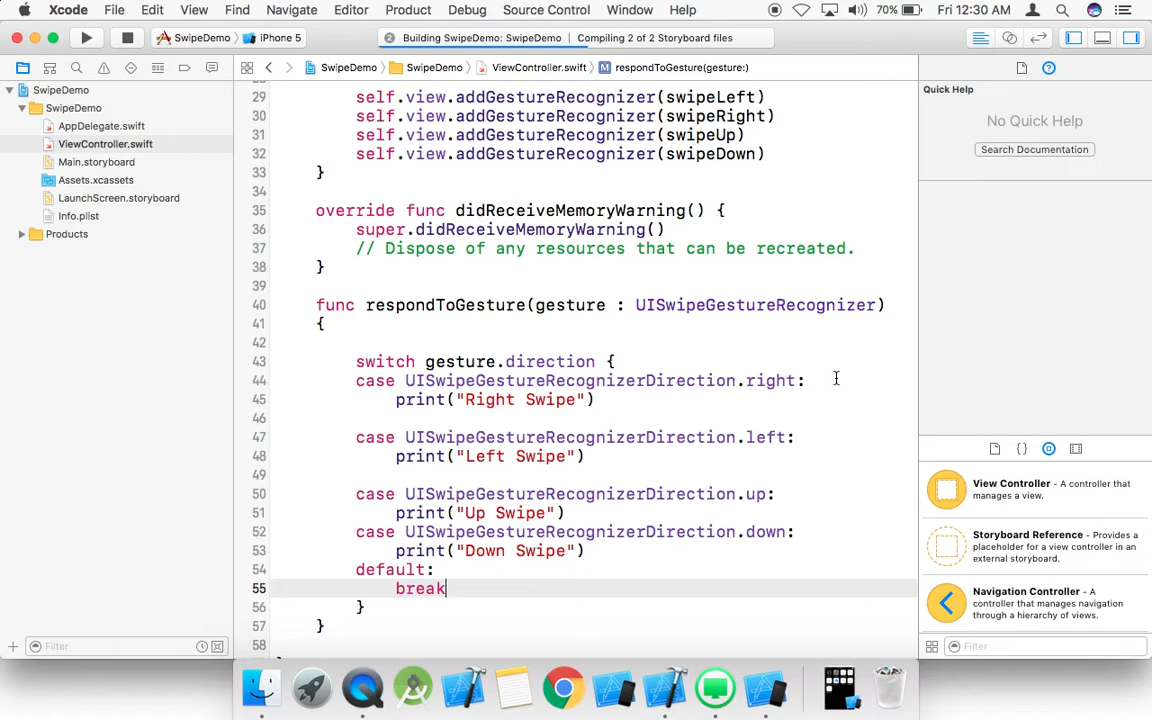 Xcode File Edit View Find Navigate Editor Product Debug Source Control Window Help 70% Fri 12:30 AM
SwipeDemo iPhone 5 2 Building SwipeDemo: SwipeDemo Compiling 2 of 2 Storyboard files
SwipeDemo SwipeDemo ViewController.swift M respondToGesture(gesture:)
SwipeDemo
SwipeDemo
AppDelegate.swift
ViewController.swift
Main.storyboard
Assets.xcassets
LaunchScreen.storyboard
Info.plist
Products
Filter
29 self.view.addGestureRecognizer(swipeLeft)
30 self.view.addGestureRecognizer(swipeRight)
31 self.view.addGestureRecognizer(swipeUp)
32 self.view.addGestureRecognizer(swipeDown)
33 }
34
35 override func didReceiveMemoryWarning() {
36 super.didReceiveMemoryWarning()
37 // Dispose of any resources that can be recreated.
38 }
39
40 func respondToGesture(gesture : UISwipeGestureRecognizer)
41 {
42
43 switch gesture.direction {
44 case UISwipeGestureRecognizerDirection.right:
45 print("Right Swipe")
46
47 case UISwipeGestureRecognizerDirection.left:
48 print("Left Swipe")
49
50 case UISwipeGestureRecognizerDirection.up:
51 print("Up Swipe")
52 case UISwipeGestureRecognizerDirection.down:
53 print("Down Swipe")
54 default:
55 break
56 }
57 }
58
Quick Help
No Quick Help
Search Documentation
View Controller - A controller that
manages a view.
Storyboard Reference - Provides a
placeholder for a view controller in an
external storyboard.
Navigation Controller - A
controller that manages navigation
through a hierarchy of views.
Filter